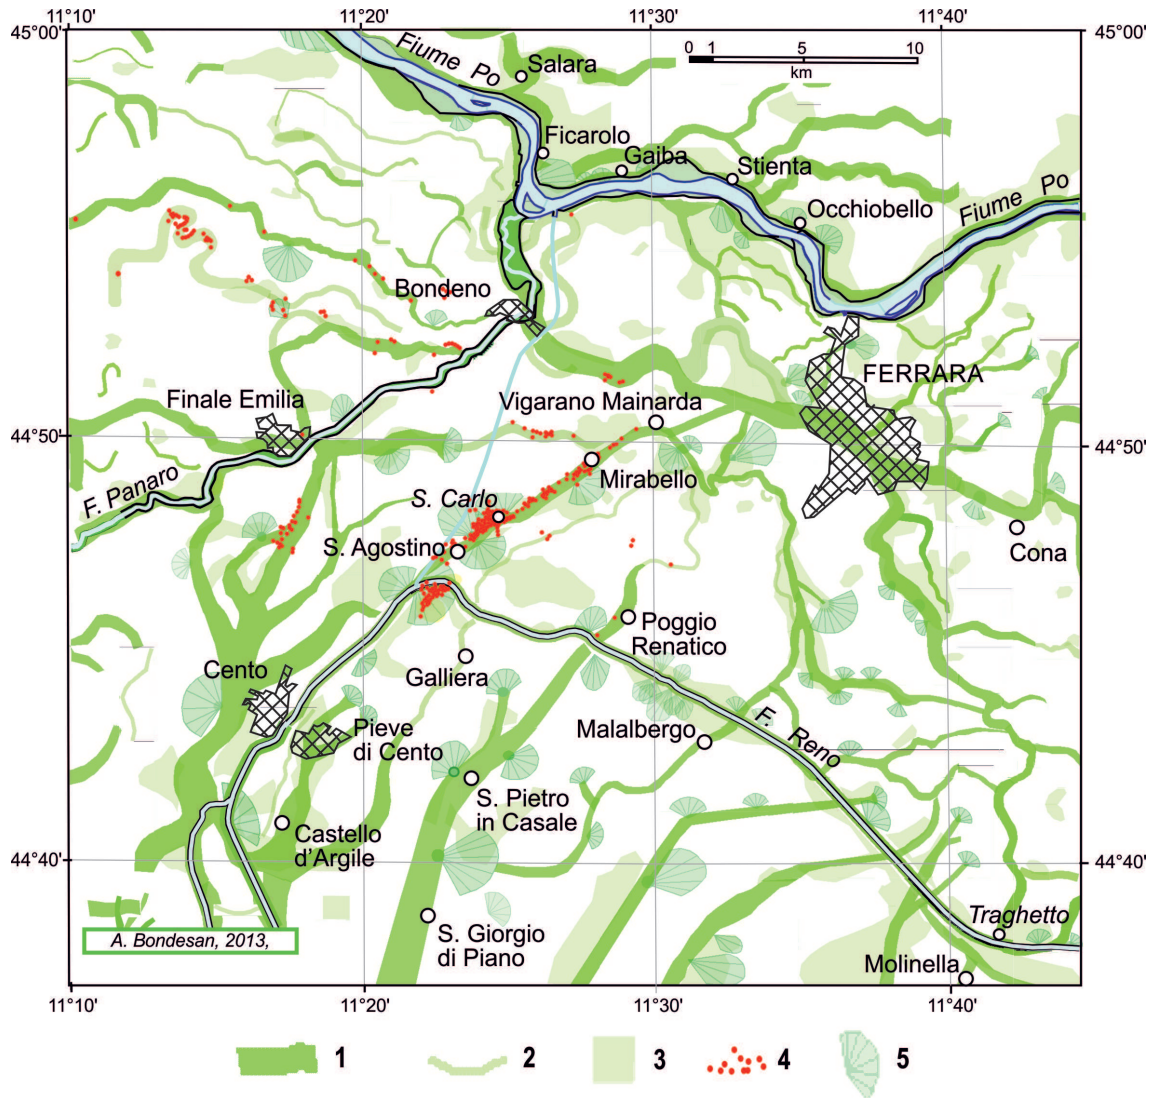 11°10'
11°20'
11°30'
11°40'
45°00'
45°00'
Fiume Po
Salara
0 1 5 10
km
Ficarolo
Gaiba
Stienta
Occhiobello
Fiume Po
Bondeno
FERRARA
Finale Emilia
Vigarano Mainarda
44°50'
44°50'
Mirabello
F. Panaro
S. Carlo
S. Agostino
Cona
Poggio
Renatico
Cento
Galliera
Pieve
di Cento
Malalbergo
F. Reno
S. Pietro
in Casale
Castello
d'Argile
44°40'
44°40'
Traghetto
A. Bondesan, 2013,
S. Giorgio
di Piano
Molinella
11°10'
11°20'
11°30'
11°40'
1
2
3
4
5